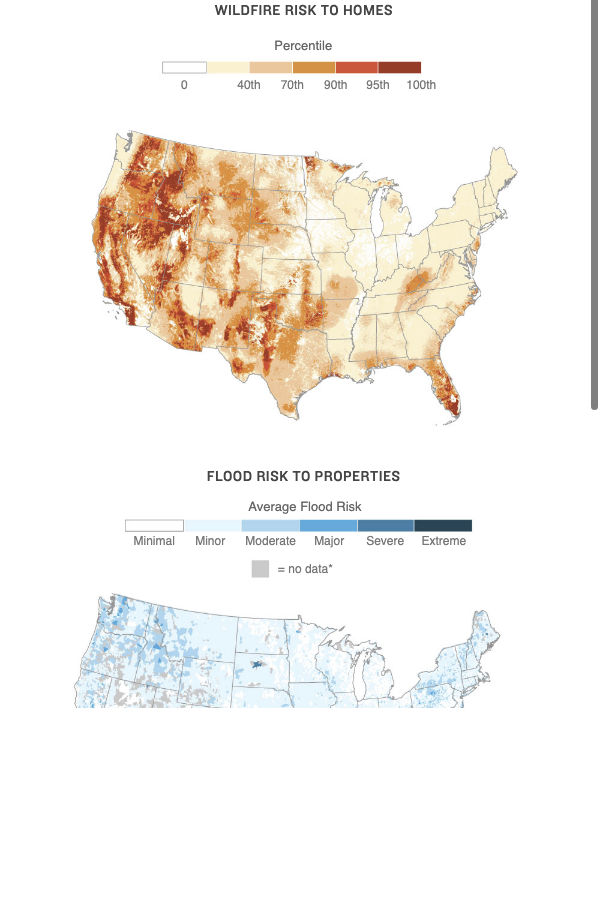 WILDFIRE RISK TO HOMES
Percentile
0 40th 70th 90th 95th 100th
FLOOD RISK TO PROPERTIES
Average Flood Risk
Minimal Minor Moderate Major Severe Extreme
= no data*